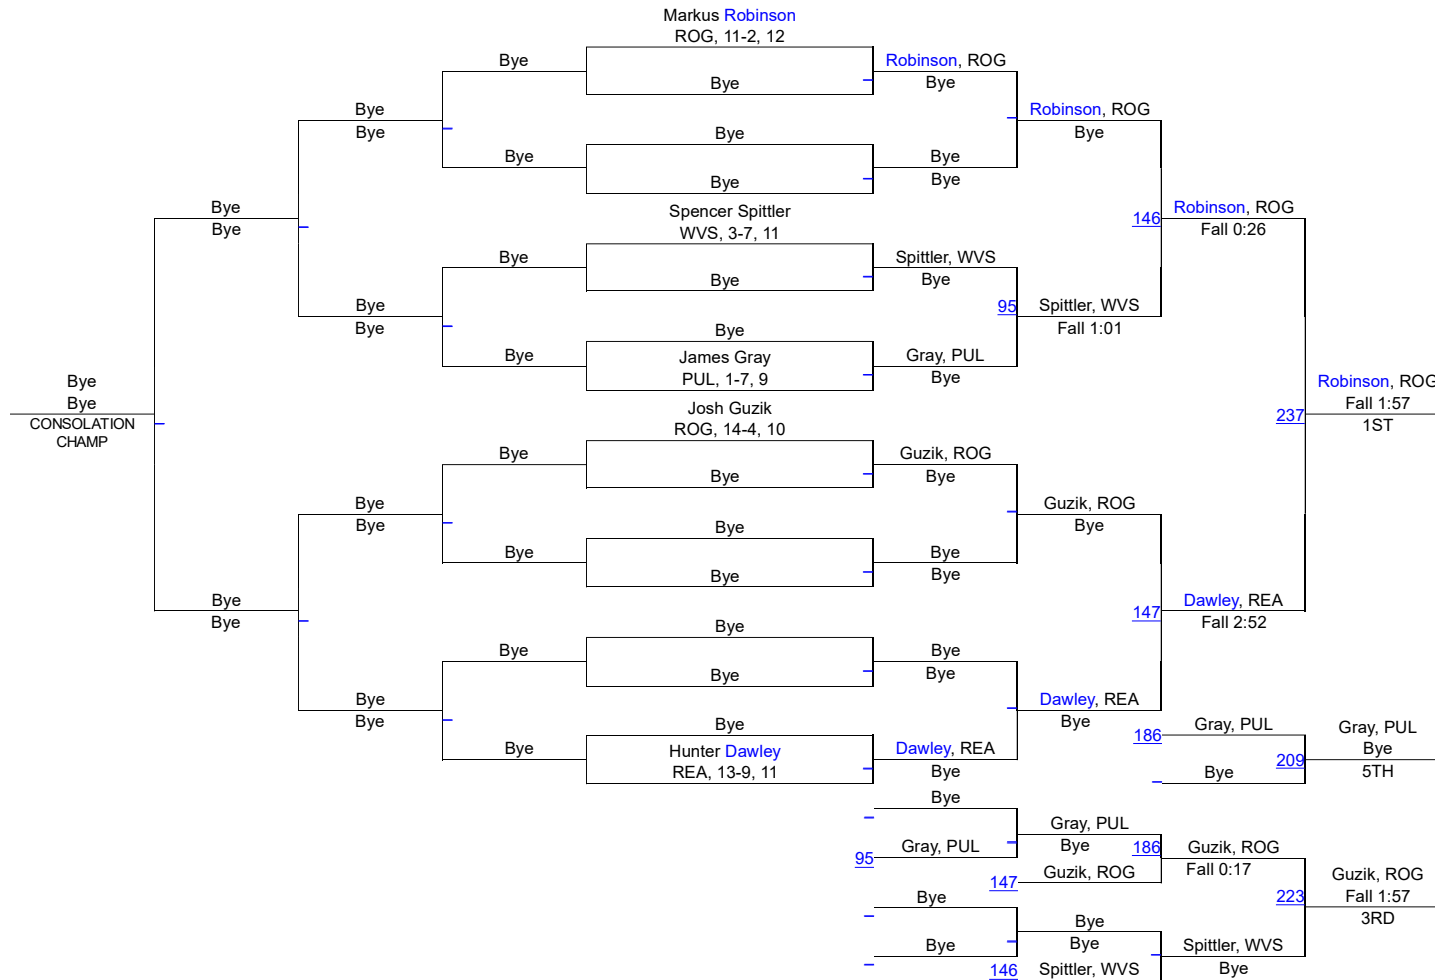 Markus Robinson
ROG, 11-2, 12
Bye
Bye
Robinson, ROG
Bye
Bye
Bye
Robinson, ROG
Bye
Bye
Bye
Bye
Bye
Bye
Bye
Bye
Spencer Spittler
WVS, 3-7, 11
Bye
Bye
146
Robinson, ROG
Fall 0:26
Bye
Bye
Spittler, WVS
Bye
Bye
Bye
95
Spittler, WVS
Fall 1:01
Bye
Bye
James Gray
PUL, 1-7, 9
Gray, PUL
Bye
Bye
Bye
CONSOLATION
CHAMP
Josh Guzik
ROG, 14-4, 10
237
Robinson, ROG
Fall 1:57
1ST
Bye
Bye
Guzik, ROG
Bye
Bye
Bye
Guzik, ROG
Bye
Bye
Bye
Bye
Bye
Bye
Bye
Bye
147
Dawley, REA
Fall 2:52
Bye
Bye
Bye
Bye
Bye
Bye
Bye
Dawley, REA
Bye
Bye
Bye
Hunter Dawley
REA, 13-9, 11
Dawley, REA
Bye
186
Gray, PUL
Bye
209
Gray, PUL
Bye
5TH
Bye
95
Gray, PUL
Gray, PUL
Bye
147
Guzik, ROG
186
Guzik, ROG
Fall 0:17
Bye
Bye
Bye
Bye
146
Spittler, WVS
Spittler, WVS
Bye
223
Guzik, ROG
Fall 1:57
3RD